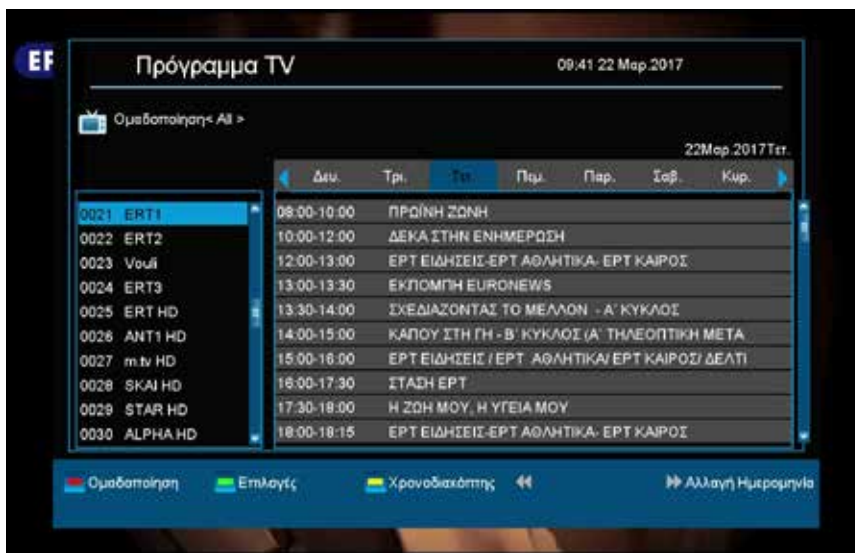 ΕΡ
Πρόγραμμα TV
09:41 22 Μαρ.2017
Ομαδοποίηση< All >
22Μαρ.2017Τετ.
Δευ. Τρι. Τετ. Πεμ. Παρ. Σαβ. Κυρ.
0021 ERT1
0022 ERT2
0023 Vouli
0024 ERT3
0025 ERT HD
0026 ANT1 HD
0027 m.tv HD
0028 SKAI HD
0029 STAR HD
0030 ALPHA HD
08:00-10:00 ΠΡΩΪΝΗ ΖΩΝΗ
10:00-12:00 ΔΕΚΑ ΣΤΗΝ ΕΝΗΜΕΡΩΣΗ
12:00-13:00 ΕΡΤ ΕΙΔΗΣΕΙΣ-ΕΡΤ ΑΘΛΗΤΙΚΑ- ΕΡΤ ΚΑΙΡΟΣ
13:00-13:30 ΕΚΠΟΜΠΗ EURONEWS
13:30-14:00 ΣΧΕΔΙΑΖΟΝΤΑΣ ΤΟ ΜΕΛΛΟΝ - Α΄ ΚΥΚΛΟΣ
14:00-15:00 ΚΑΠΟΥ ΣΤΗ ΓΗ - Β΄ ΚΥΚΛΟΣ (Α΄ ΤΗΛΕΟΠΤΙΚΗ ΜΕΤΑ
15:00-16:00 ΕΡΤ ΕΙΔΗΣΕΙΣ / ΕΡΤ ΑΘΛΗΤΙΚΑ/ ΕΡΤ ΚΑΙΡΟΣ/ ΔΕΛΤΙ
16:00-17:30 ΣΤΑΣΗ ΕΡΤ
17:30-18:00 Η ΖΩΗ ΜΟΥ, Η ΥΓΕΙΑ ΜΟΥ
18:00-18:15 ΕΡΤ ΕΙΔΗΣΕΙΣ-ΕΡΤ ΑΘΛΗΤΙΚΑ- ΕΡΤ ΚΑΙΡΟΣ
Ομαδοποίηση Επιλογές Χρονοδιακόπτης Αλλαγή Ημερομηνία